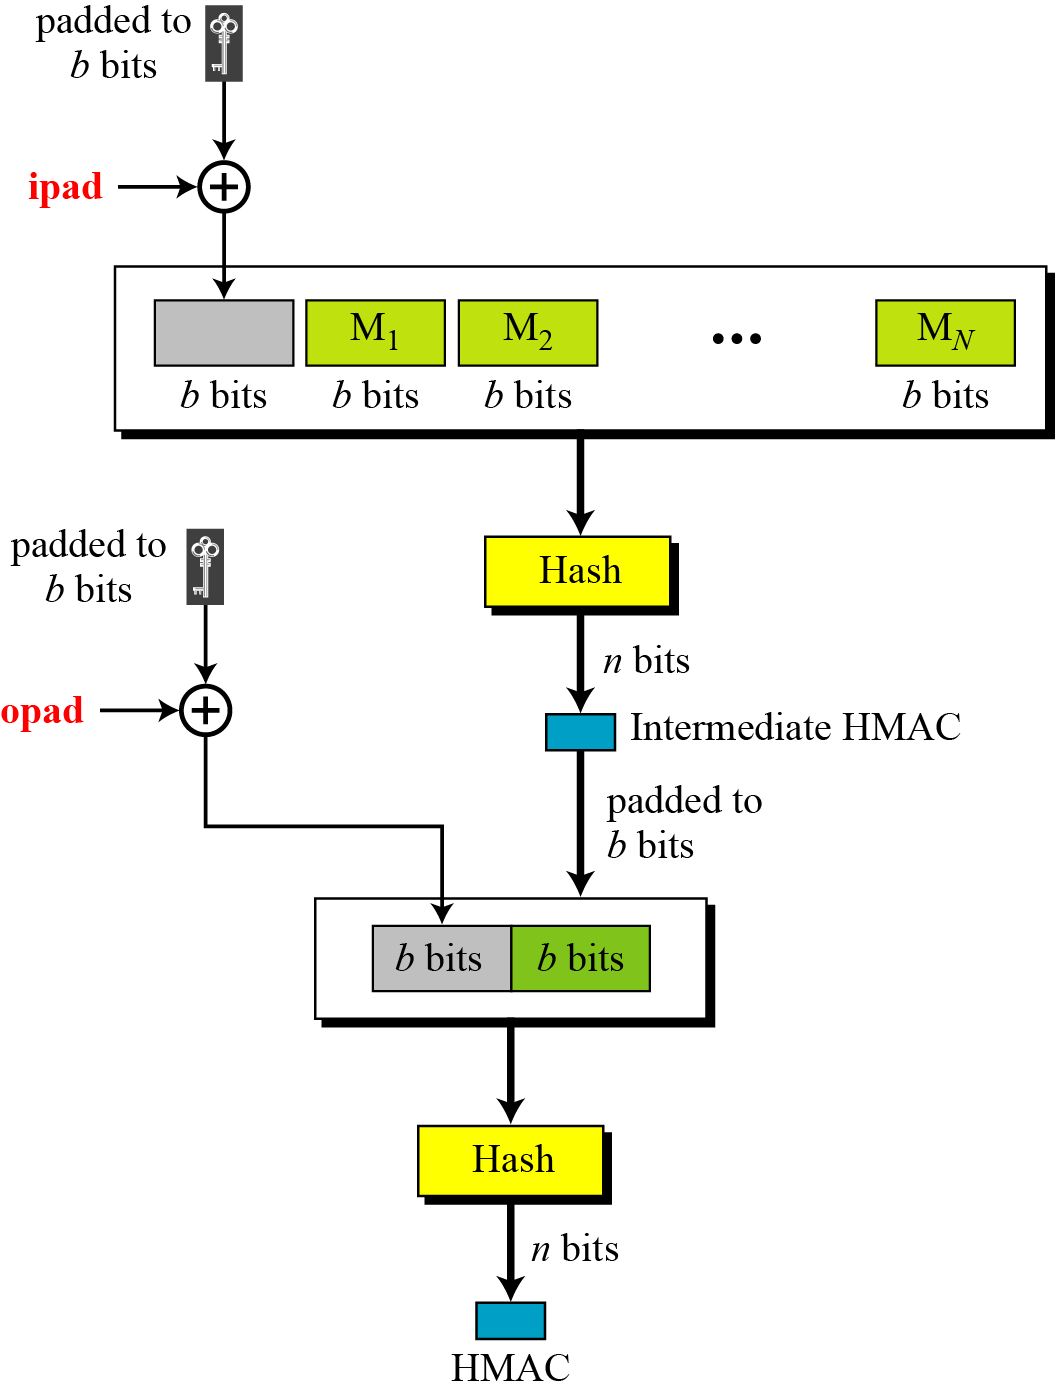 padded to
b bits
ipad
M₁ M₂ ... M_N
b bits b bits b bits b bits
Hash
padded to
b bits
n bits
opad
Intermediate HMAC
padded to
b bits
b bits b bits
Hash
n bits
HMAC